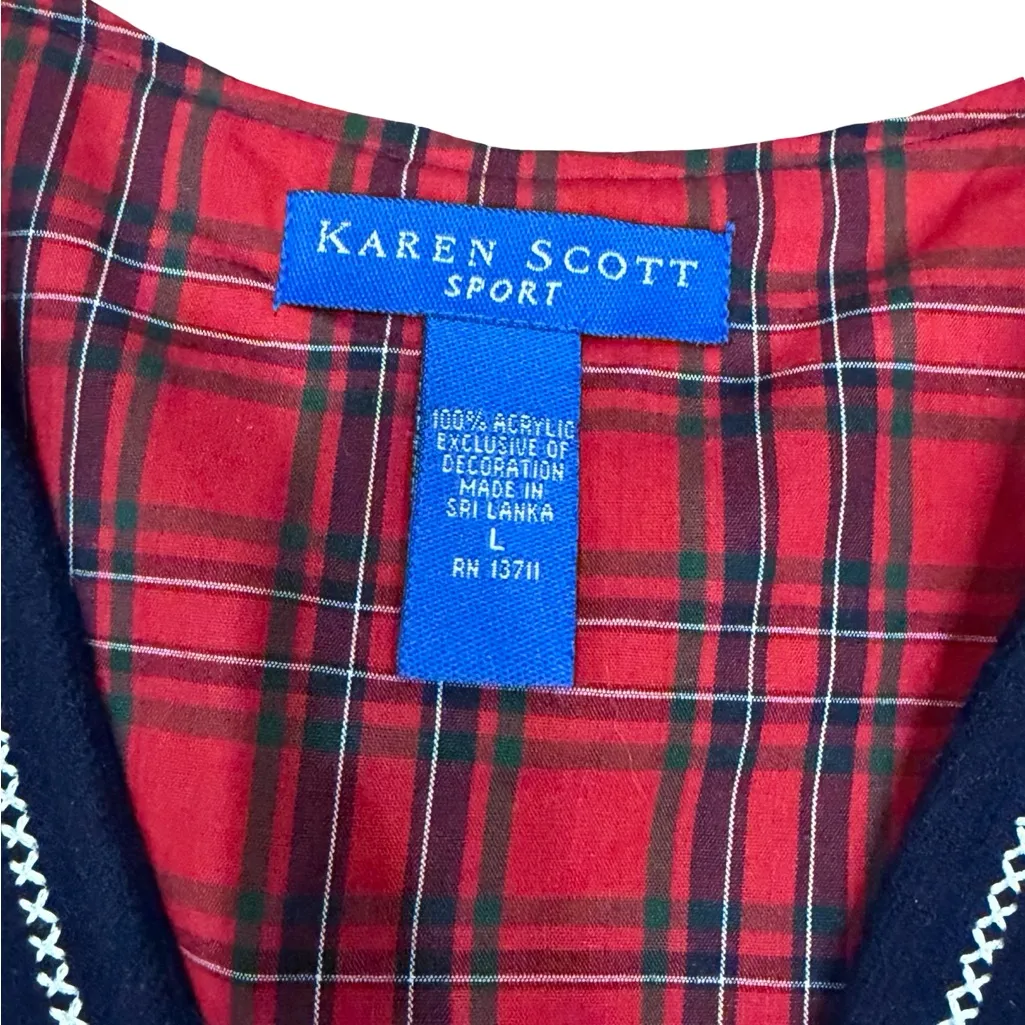 KAREN SCOTT
SPORT
100% ACRYLIC
EXCLUSIVE OF
DECORATION
MADE IN
SRI LANKA
L
RN 13711